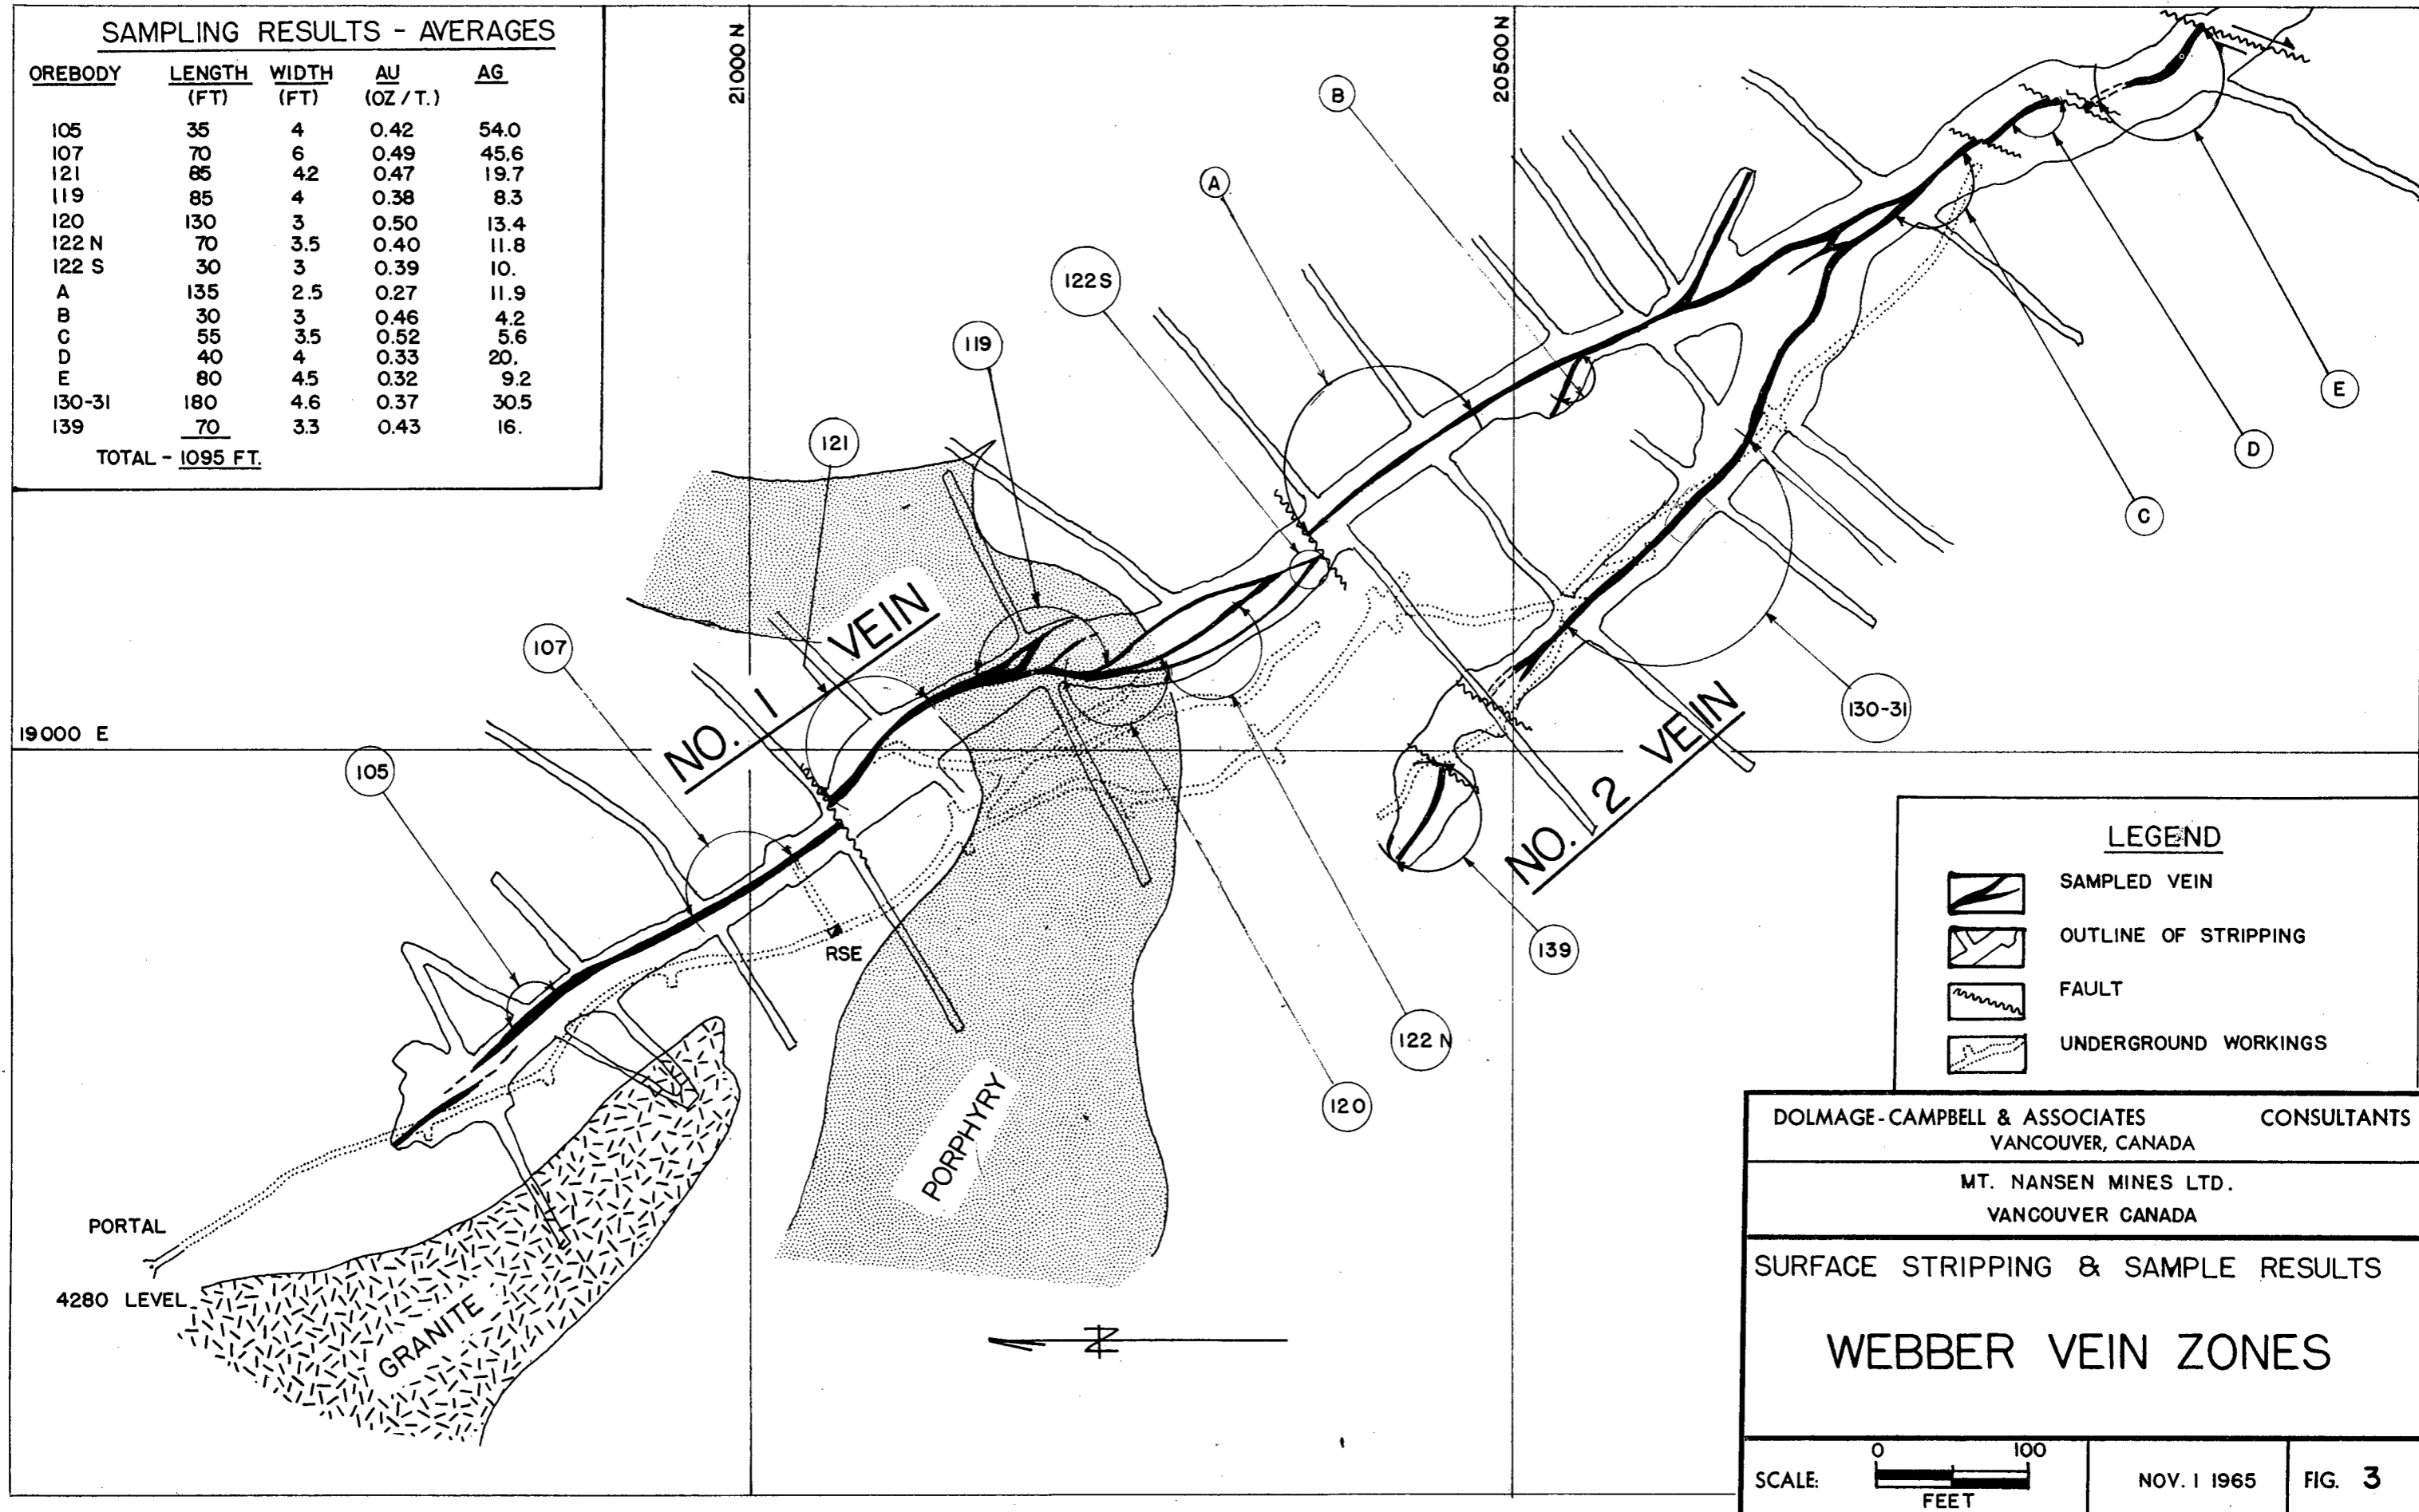 SAMPLING RESULTS - AVERAGES
OREBODY LENGTH WIDTH AU AG
(FT) (FT) (OZ / T.)
105 35 4 0.42 54.0
107 70 6 0.49 45.6
121 85 4.2 0.47 19.7
119 85 4 0.38 8.3
120 130 3 0.50 13.4
122 N 70 3.5 0.40 11.8
122 S 30 3 0.39 10.
A 135 2.5 0.27 11.9
B 30 3 0.46 4.2
C 55 3.5 0.52 5.6
D 40 4 0.33 20.
E 80 4.5 0.32 9.2
130-31 180 4.6 0.37 30.5
139 70 3.3 0.43 16.
TOTAL - 1095 FT.
21000 N
20500 N
19000 E
B
A
122 S
119
121
107
105
E
D
C
130-31
139
122 N
120
NO. 1 VEIN
NO. 2 VEIN
RSE
PORPHYRY
GRANITE
PORTAL
4280 LEVEL
N
LEGEND
SAMPLED VEIN
OUTLINE OF STRIPPING
FAULT
UNDERGROUND WORKINGS
DOLMAGE-CAMPBELL & ASSOCIATES CONSULTANTS
VANCOUVER, CANADA
MT. NANSEN MINES LTD.
VANCOUVER CANADA
SURFACE STRIPPING & SAMPLE RESULTS
WEBBER VEIN ZONES
SCALE: 0 100
FEET
NOV. 1 1965
FIG. 3